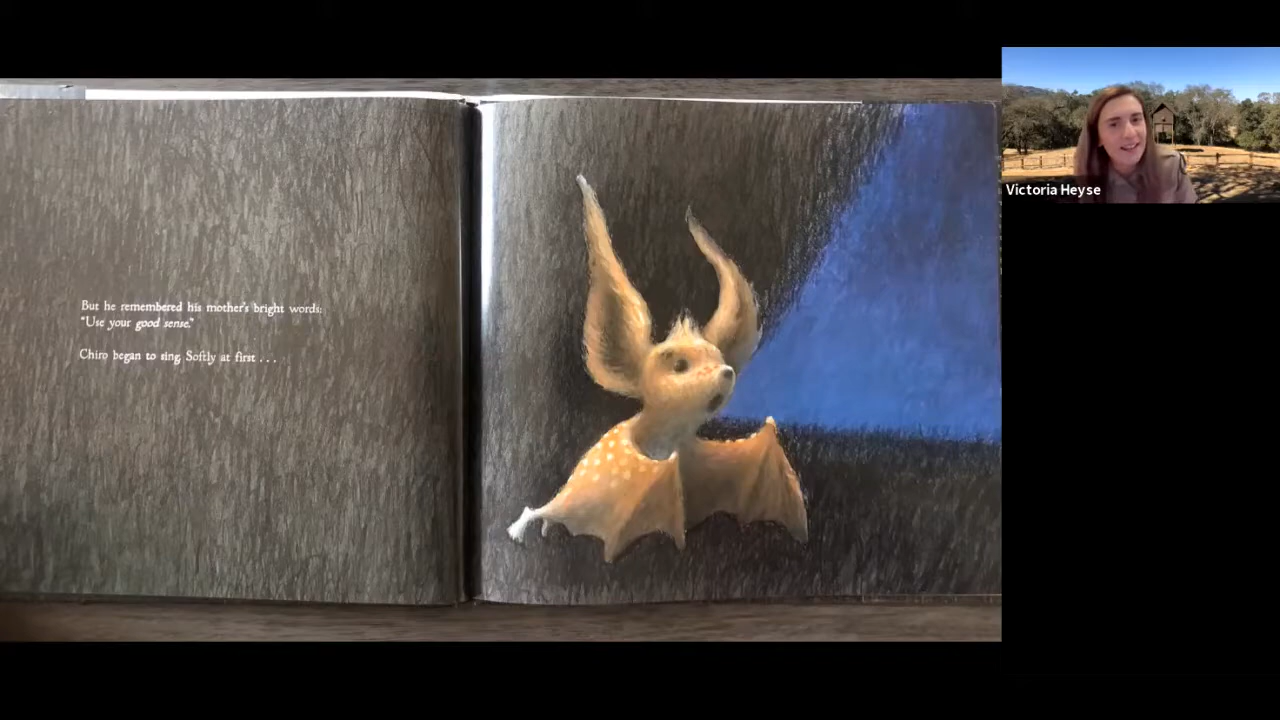 But he remembered his mother's bright words:
"Use your good sense."
Chiro began to sing. Softly at first . . .
Victoria Heyse